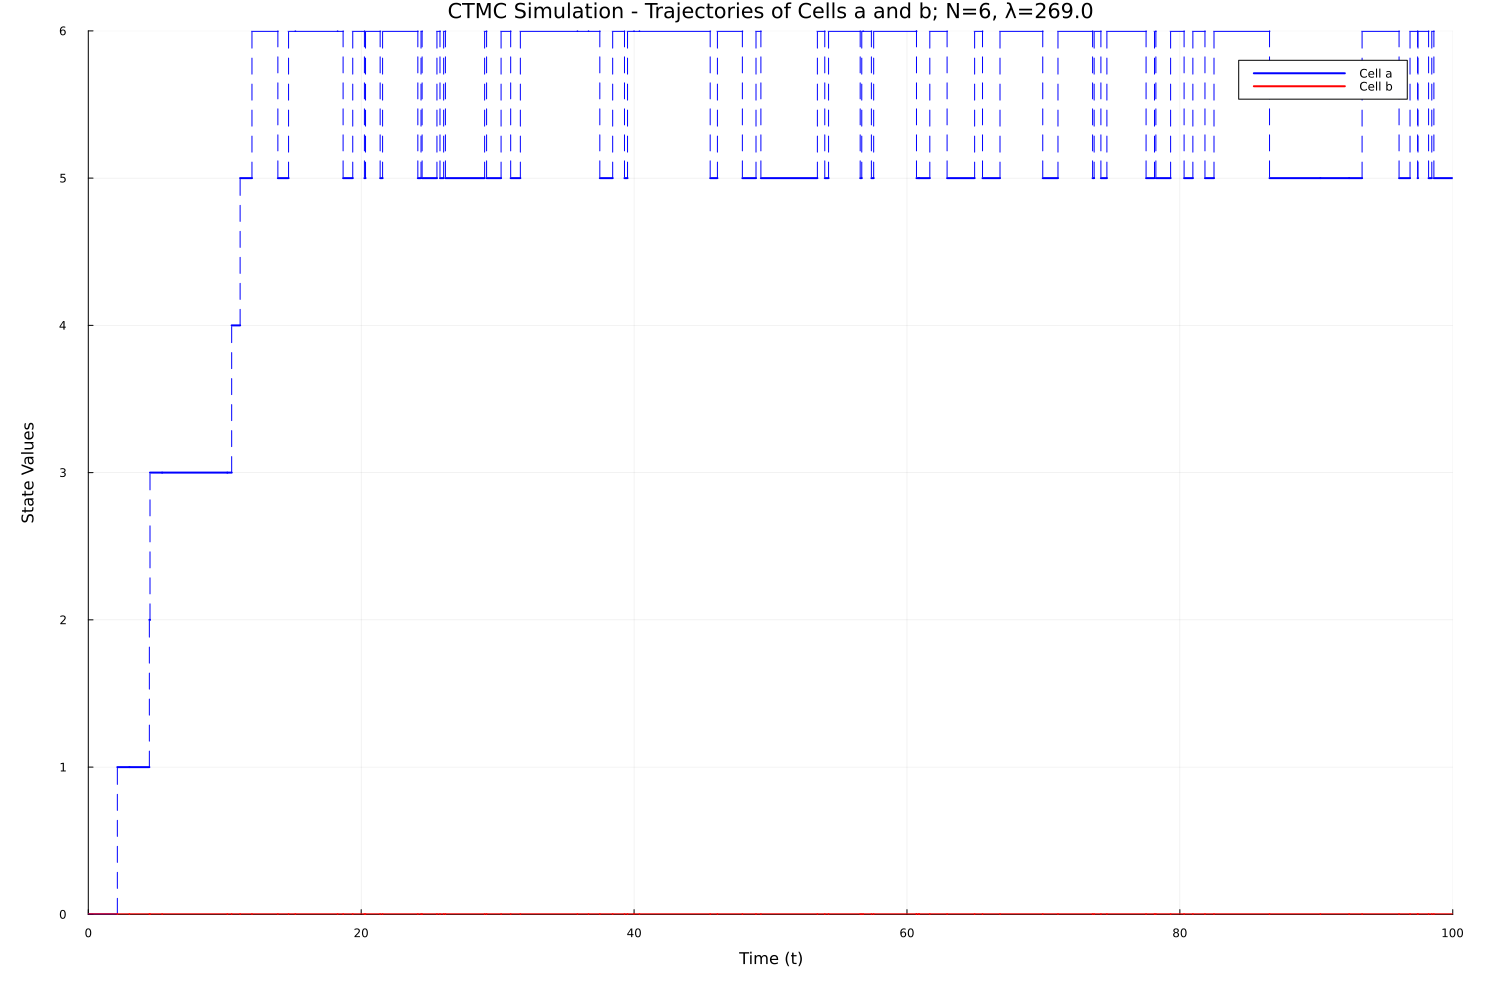 CTMC Simulation - Trajectories of Cells a and b; N=6, λ=269.0
6
5
4
3
2
1
0
State Values
Cell a
Cell b
0 20 40 60 80 100
Time (t)